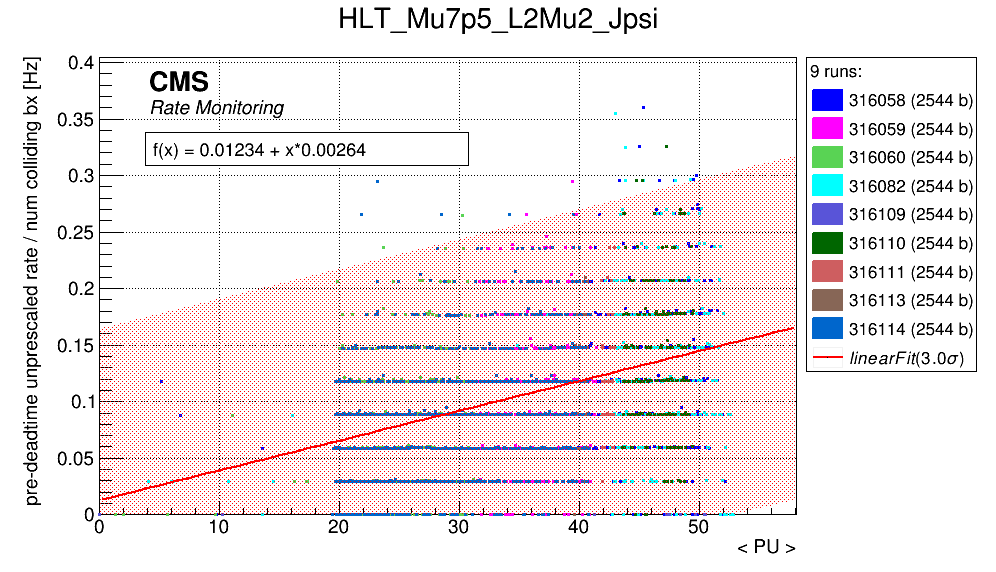 HLT_Mu7p5_L2Mu2_Jpsi
pre-deadtime unprescaled rate / num colliding bx [Hz]
0.4
0.35
0.3
0.25
0.2
0.15
0.1
0.05
0
CMS
Rate Monitoring
f(x) = 0.01234 + x*0.00264
0
10
20
30
40
50
< PU >
9 runs:
316058 (2544 b)
316059 (2544 b)
316060 (2544 b)
316082 (2544 b)
316109 (2544 b)
316110 (2544 b)
316111 (2544 b)
316113 (2544 b)
316114 (2544 b)
linearFit(3.0σ)